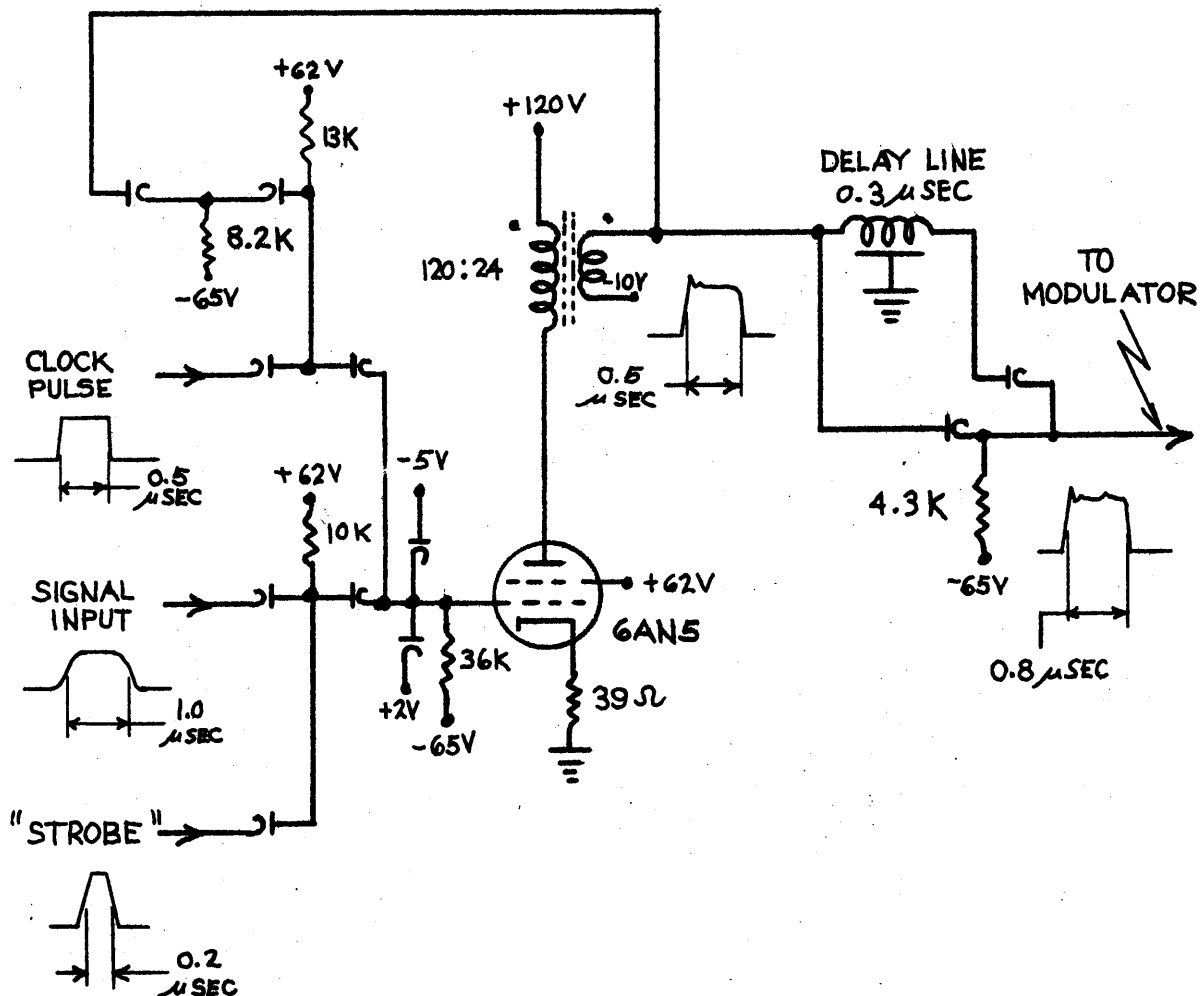 +62V
13K
8.2K
-65V
+120V
120:24
-10V
0.5
μSEC
DELAY LINE
0.3 μSEC
TO
MODULATOR
CLOCK
PULSE
0.5
μSEC
+62V
10K
-5V
SIGNAL
INPUT
1.0
μSEC
36K
+2V
-65V
+62V
6AN5
39 Ω
4.3K
-65V
0.8 μSEC
"STROBE"
0.2
μSEC